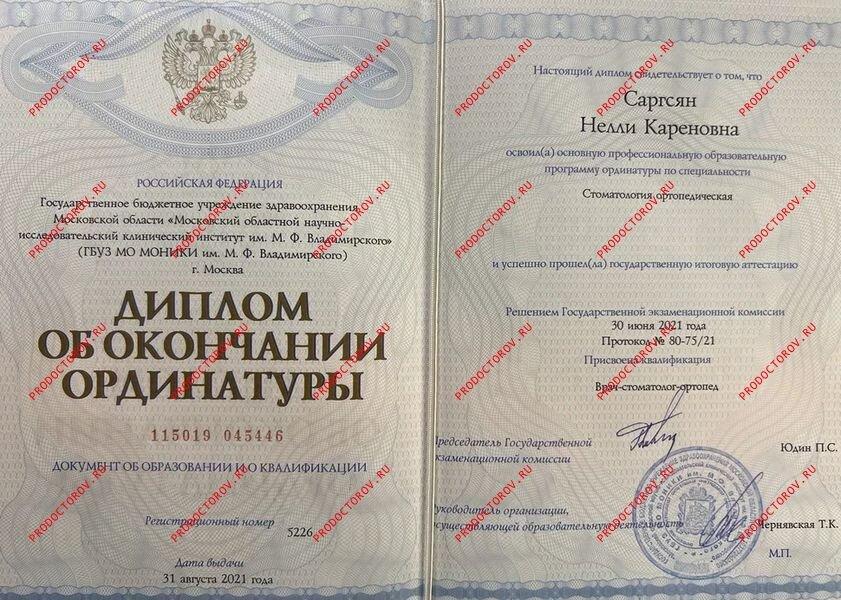 РОССИЙСКАЯ ФЕДЕРАЦИЯ
Государственное бюджетное учреждение здравоохранения
Московской области «Московский областной научно-
исследовательский клинический институт им. М. Ф. Владимирского»
(ГБУЗ МО МОНИКИ им. М. Ф. Владимирского)
г. Москва
ДИПЛОМ
ОБ ОКОНЧАНИИ
ОРДИНАТУРЫ
115019 045446
ДОКУМЕНТ ОБ ОБРАЗОВАНИИ И О КВАЛИФИКАЦИИ
Регистрационный номер
5226
Дата выдачи
31 августа 2021 года
Настоящий диплом свидетельствует о том, что
Саргсян
Нелли Кареновна
освоил(а) основную профессиональную образовательную
программу ординатуры по специальности
Стоматология ортопедическая
и успешно прошел(ла) государственную итоговую аттестацию
Решением Государственной экзаменационной комиссии
30 июня 2021 года
Протокол № 80-75/21
Присвоена квалификация
Врач-стоматолог-ортопед
Председатель Государственной
экзаменационной комиссии
Юдин П.С.
руководитель организации,
осуществляющей образовательную деятельность
Чернявская Т.К.
М.П.
PRODOCTOROV.RU